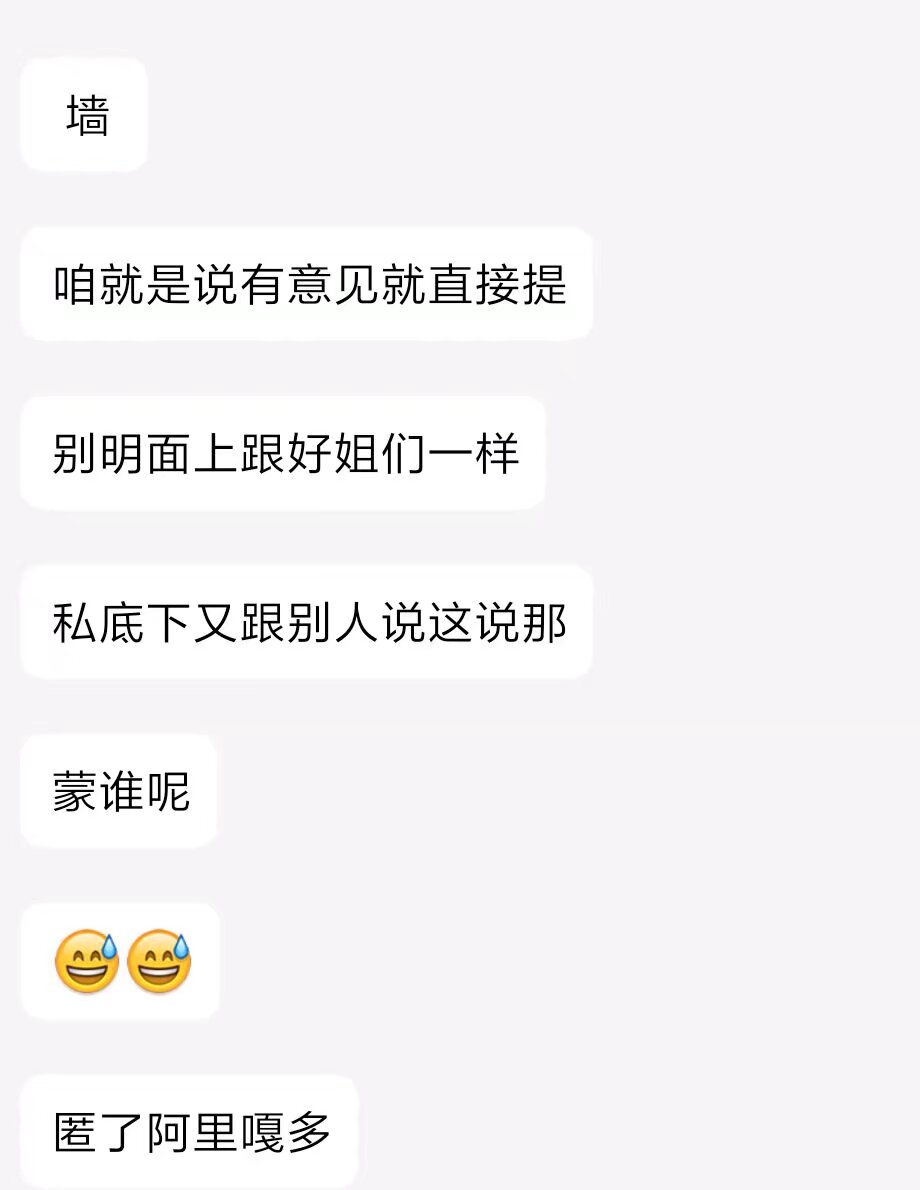 墙
咱就是说有意见就直接提
别明面上跟好姐们一样
私底下又跟别人说这说那
蒙谁呢
😅😅
匿了阿里嘎多